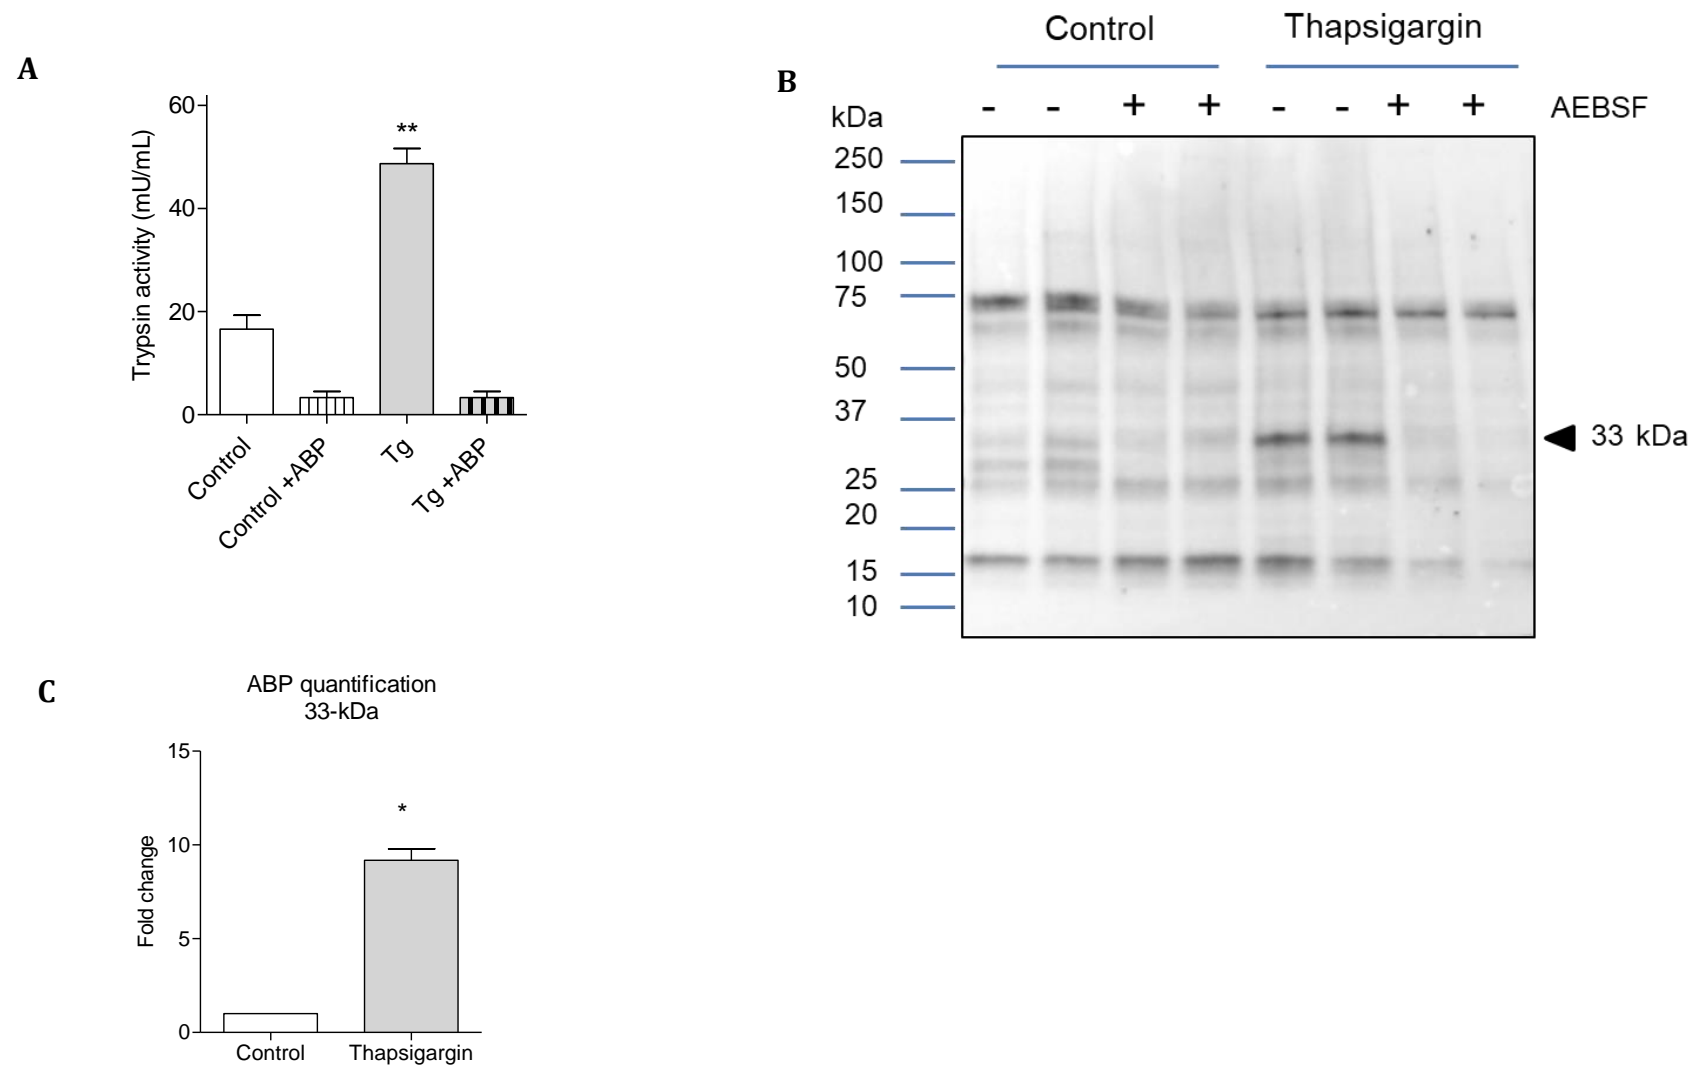 A
60
40
20
0
Trypsin activity (mU/mL)
**
Control
Control +ABP
Tg
Tg +ABP
B
Control
Thapsigargin
- - + + - - + + AEBSF
kDa
250
150
100
75
50
37
25
20
15
10
33 kDa
C
ABP quantification
33-kDa
15
10
5
0
Fold change
*
Control
Thapsigargin